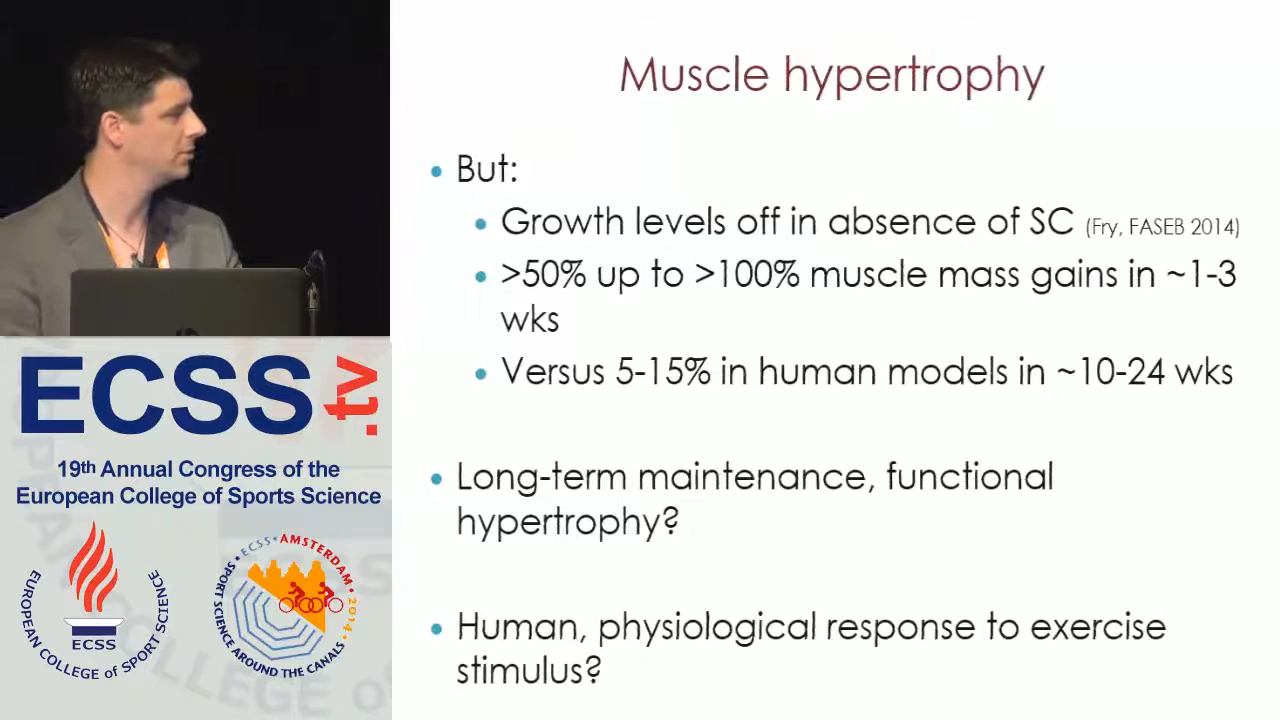 Muscle hypertrophy
• But:
• Growth levels off in absence of SC (Fry, FASEB 2014)
• >50% up to >100% muscle mass gains in ~1-3
wks
• Versus 5-15% in human models in ~10-24 wks
• Long-term maintenance, functional
hypertrophy?
• Human, physiological response to exercise
stimulus?
ECSS.tv
19th Annual Congress of the
European College of Sports Science
EUROPEAN COLLEGE of SPORT SCIENCE
ECSS
•ECSS•AMSTERDAM 2014•
SPORT SCIENCE AROUND THE CANALS